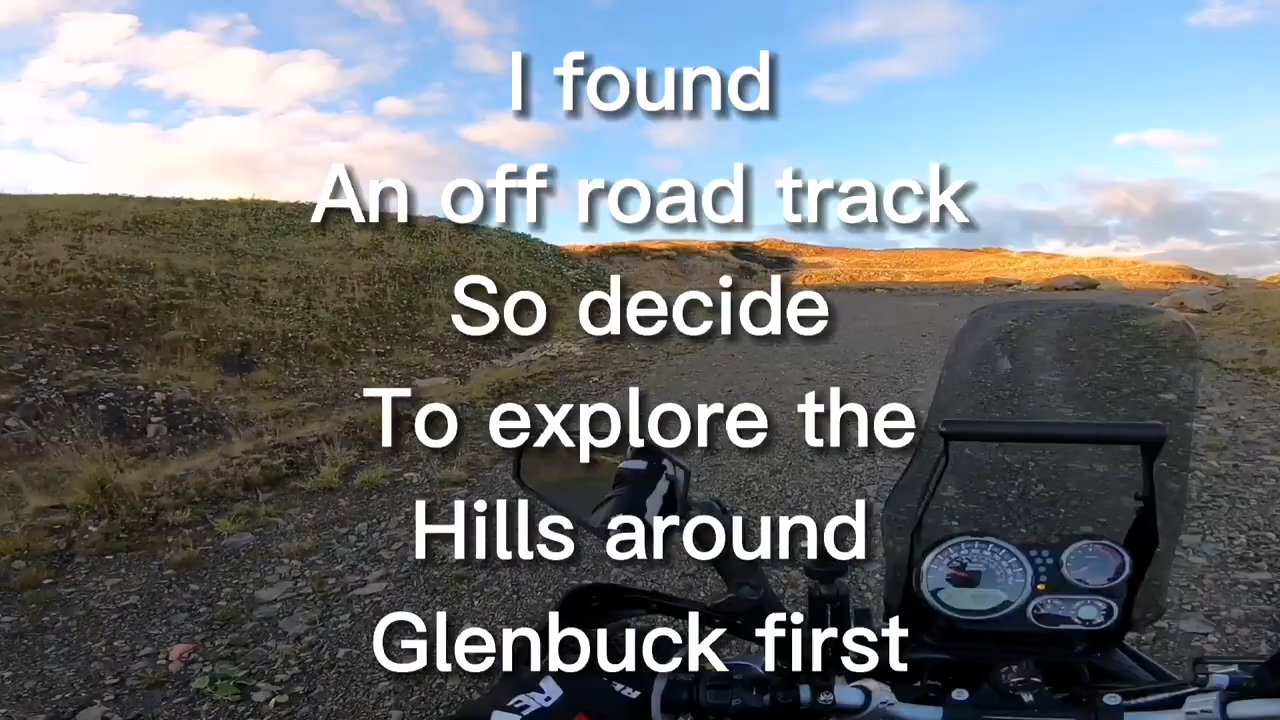 I found
An off road track
So decide
To explore the
Hills around
Glenbuck first